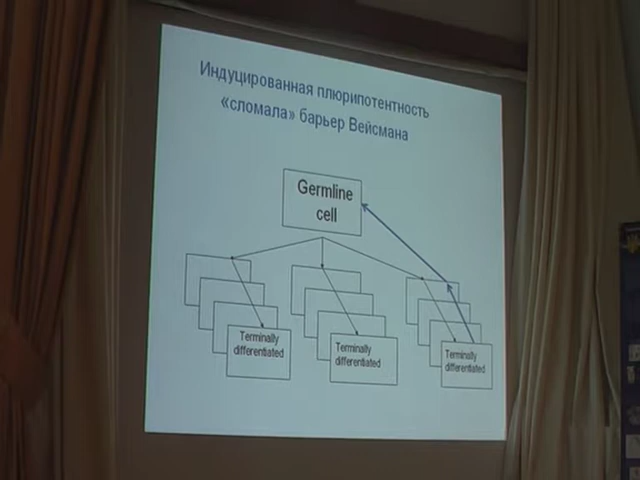 Индуцированная плюрипотентность
«сломала» барьер Вейсмана
Germline
cell
Terminally
differentiated
Terminally
differentiated
Terminally
differentiated